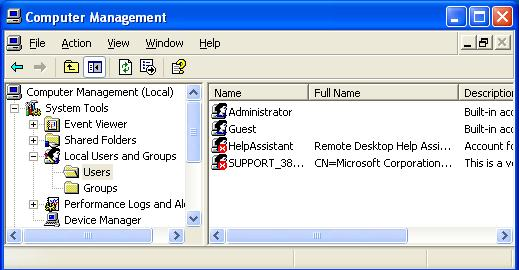 Computer Management
File Action View Window Help
Computer Management (Local)
System Tools
Event Viewer
Shared Folders
Local Users and Groups
Users
Groups
Performance Logs and Al
Device Manager
Name Full Name Descriptio
Administrator Built-in acc
Guest Built-in acc
HelpAssistant Remote Desktop Help Assi... Account fo
SUPPORT_38... CN=Microsoft Corporation... This is a ve